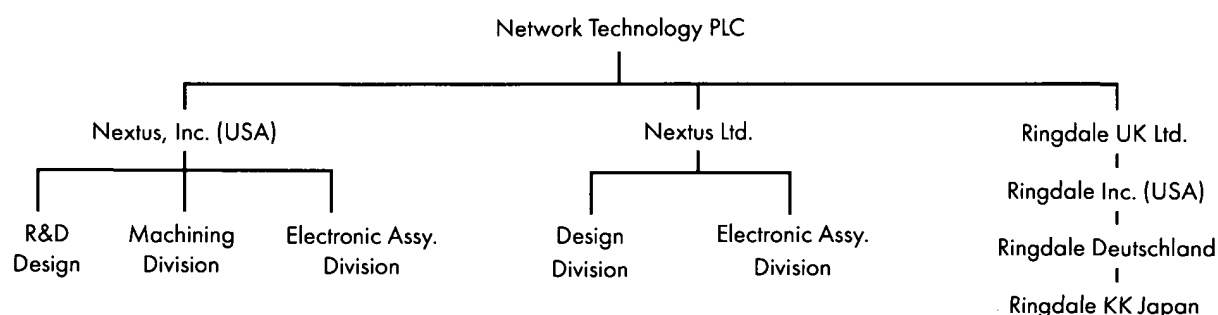 Network Technology PLC
Nextus, Inc. (USA)
Nextus Ltd.
Ringdale UK Ltd.
Ringdale Inc. (USA)
Ringdale Deutschland
Ringdale KK Japan
R&D
Design
Machining
Division
Electronic Assy.
Division
Design
Division
Electronic Assy.
Division